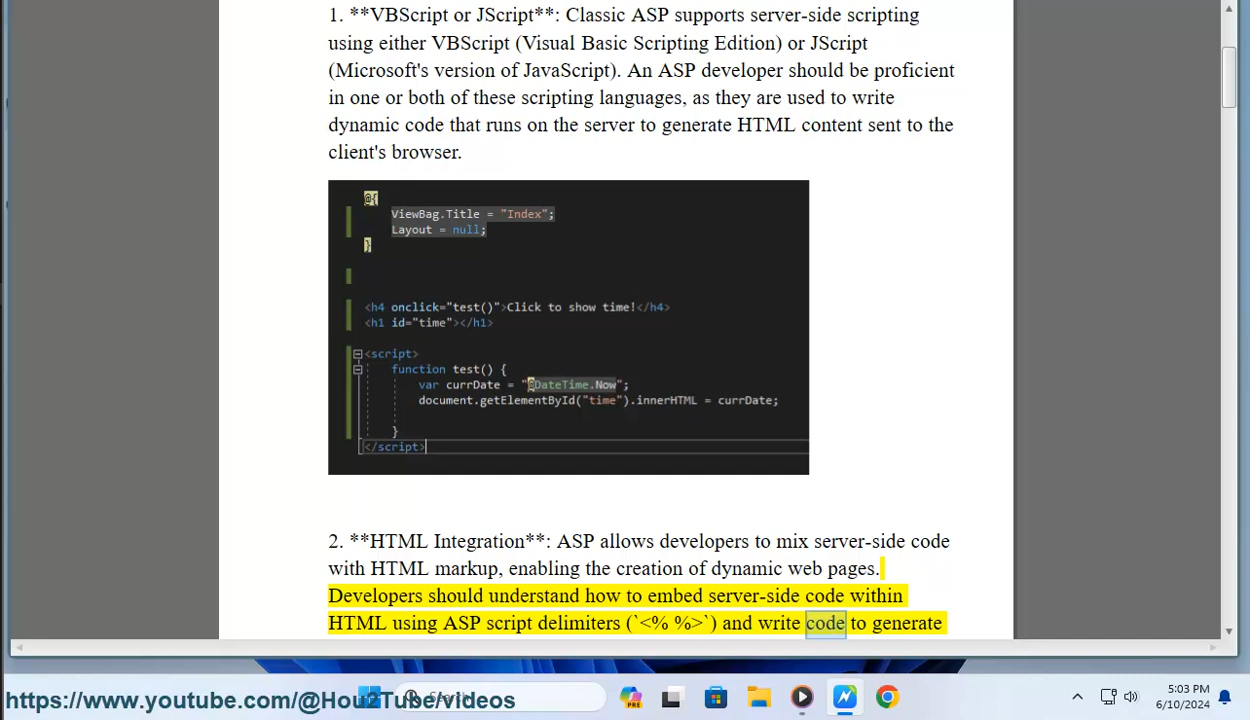 1. **VBScript or JScript**: Classic ASP supports server-side scripting
using either VBScript (Visual Basic Scripting Edition) or JScript
(Microsoft's version of JavaScript). An ASP developer should be proficient
in one or both of these scripting languages, as they are used to write
dynamic code that runs on the server to generate HTML content sent to the
client's browser.
@{
ViewBag.Title = "Index";
Layout = null;
}
<h4 onclick="test()">Click to show time!</h4>
<h1 id="time"></h1>
<script>
function test() {
var currDate = "@DateTime.Now";
document.getElementById("time").innerHTML = currDate;
}
</script>
2. **HTML Integration**: ASP allows developers to mix server-side code
with HTML markup, enabling the creation of dynamic web pages.
Developers should understand how to embed server-side code within
HTML using ASP script delimiters (`<% %>`) and write code to generate
https://www.youtube.com/@Hou2Tube/videos
Search
PRE
5:03 PM
6/10/2024